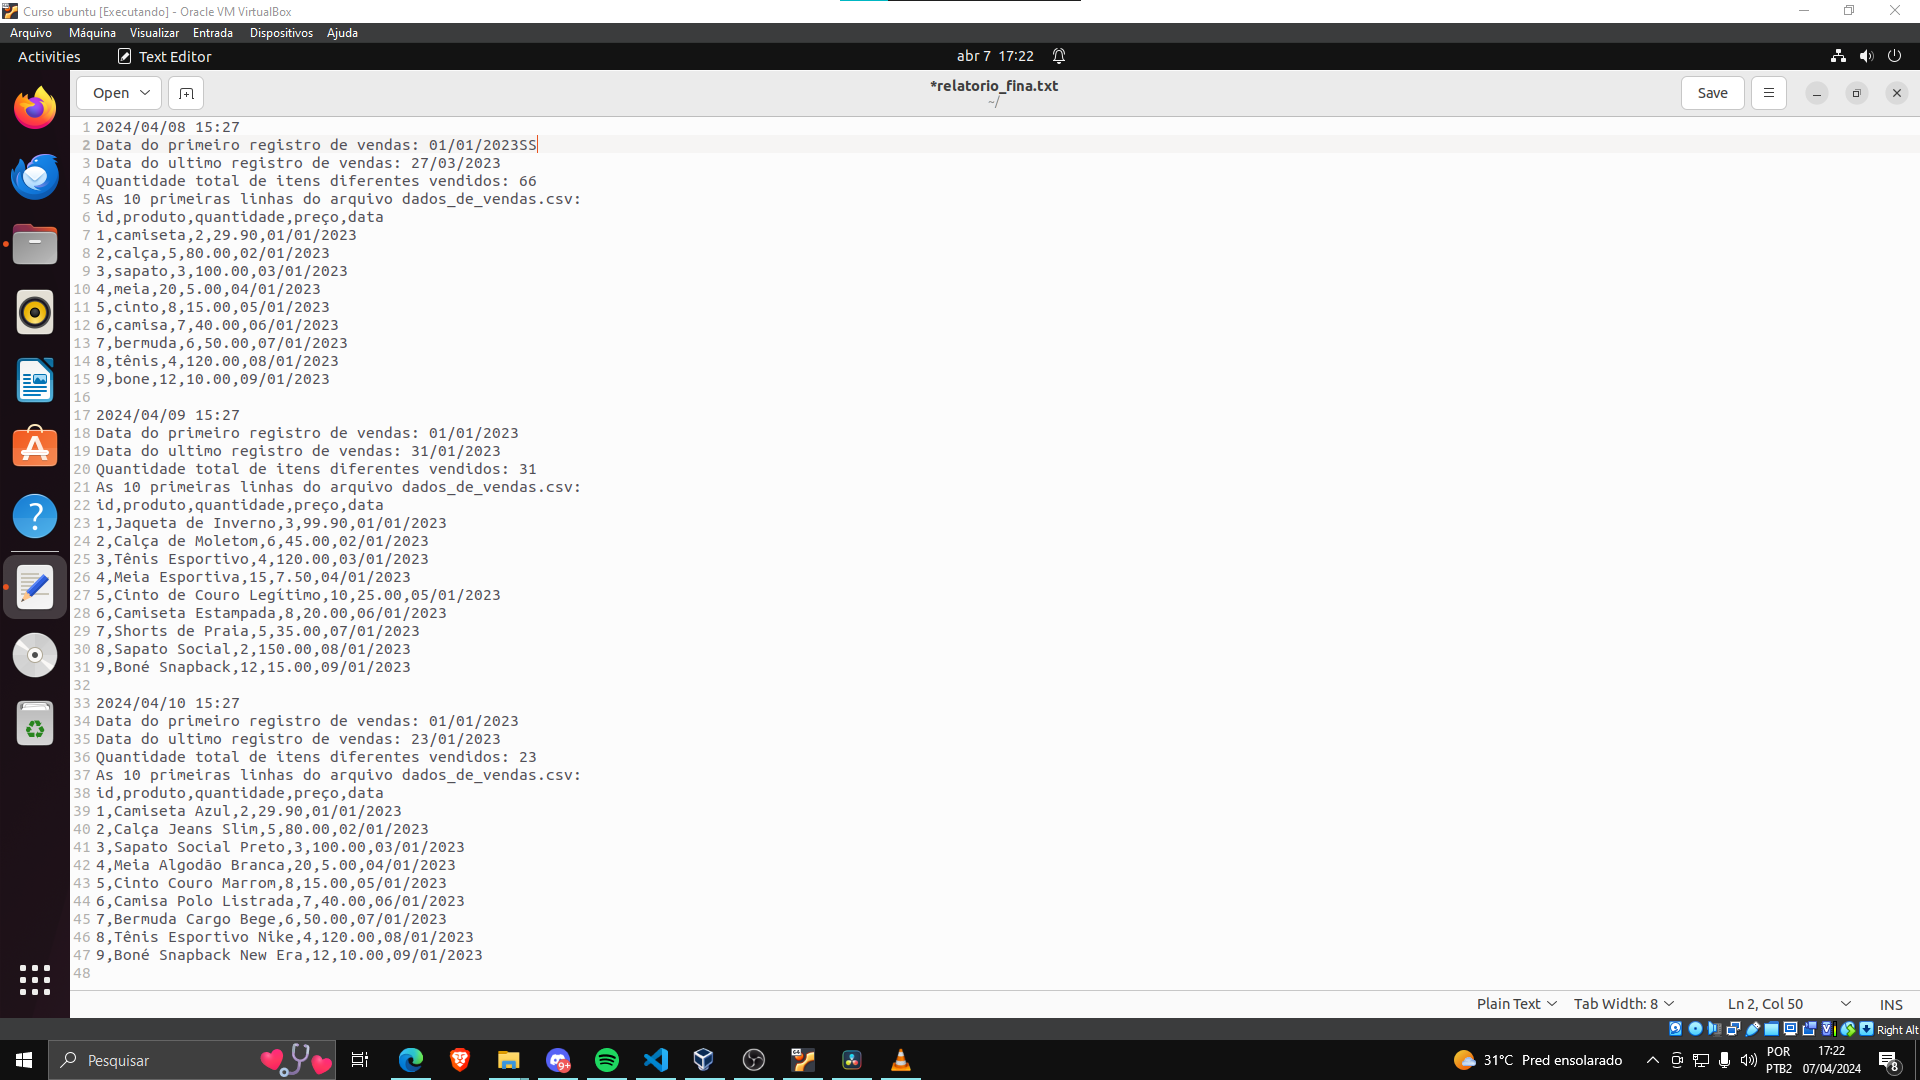 Curso ubuntu [Executando] - Oracle VM VirtualBox
Arquivo Máquina Visualizar Entrada Dispositivos Ajuda
Activities Text Editor abr 7 17:22
Open *relatorio_fina.txt Save
~/
1 2024/04/08 15:27
2 Data do primeiro registro de vendas: 01/01/2023SS
3 Data do ultimo registro de vendas: 27/03/2023
4 Quantidade total de itens diferentes vendidos: 66
5 As 10 primeiras linhas do arquivo dados_de_vendas.csv:
6 id,produto,quantidade,preço,data
7 1,camiseta,2,29.90,01/01/2023
8 2,calça,5,80.00,02/01/2023
9 3,sapato,3,100.00,03/01/2023
10 4,meia,20,5.00,04/01/2023
11 5,cinto,8,15.00,05/01/2023
12 6,camisa,7,40.00,06/01/2023
13 7,bermuda,6,50.00,07/01/2023
14 8,tênis,4,120.00,08/01/2023
15 9,bone,12,10.00,09/01/2023
16
17 2024/04/09 15:27
18 Data do primeiro registro de vendas: 01/01/2023
19 Data do ultimo registro de vendas: 31/01/2023
20 Quantidade total de itens diferentes vendidos: 31
21 As 10 primeiras linhas do arquivo dados_de_vendas.csv:
22 id,produto,quantidade,preço,data
23 1,Jaqueta de Inverno,3,99.90,01/01/2023
24 2,Calça de Moletom,6,45.00,02/01/2023
25 3,Tênis Esportivo,4,120.00,03/01/2023
26 4,Meia Esportiva,15,7.50,04/01/2023
27 5,Cinto de Couro Legítimo,10,25.00,05/01/2023
28 6,Camiseta Estampada,8,20.00,06/01/2023
29 7,Shorts de Praia,5,35.00,07/01/2023
30 8,Sapato Social,2,150.00,08/01/2023
31 9,Boné Snapback,12,15.00,09/01/2023
32
33 2024/04/10 15:27
34 Data do primeiro registro de vendas: 01/01/2023
35 Data do ultimo registro de vendas: 23/01/2023
36 Quantidade total de itens diferentes vendidos: 23
37 As 10 primeiras linhas do arquivo dados_de_vendas.csv:
38 id,produto,quantidade,preço,data
39 1,Camiseta Azul,2,29.90,01/01/2023
40 2,Calça Jeans Slim,5,80.00,02/01/2023
41 3,Sapato Social Preto,3,100.00,03/01/2023
42 4,Meia Algodão Branca,20,5.00,04/01/2023
43 5,Cinto Couro Marrom,8,15.00,05/01/2023
44 6,Camisa Polo Listrada,7,40.00,06/01/2023
45 7,Bermuda Cargo Bege,6,50.00,07/01/2023
46 8,Tênis Esportivo Nike,4,120.00,08/01/2023
47 9,Boné Snapback New Era,12,10.00,09/01/2023
48
Plain Text Tab Width: 8 Ln 2, Col 50 INS
Right Alt
Pesquisar 9+ 31°C Pred ensolarado POR 17:22
PTB2 07/04/2024 8